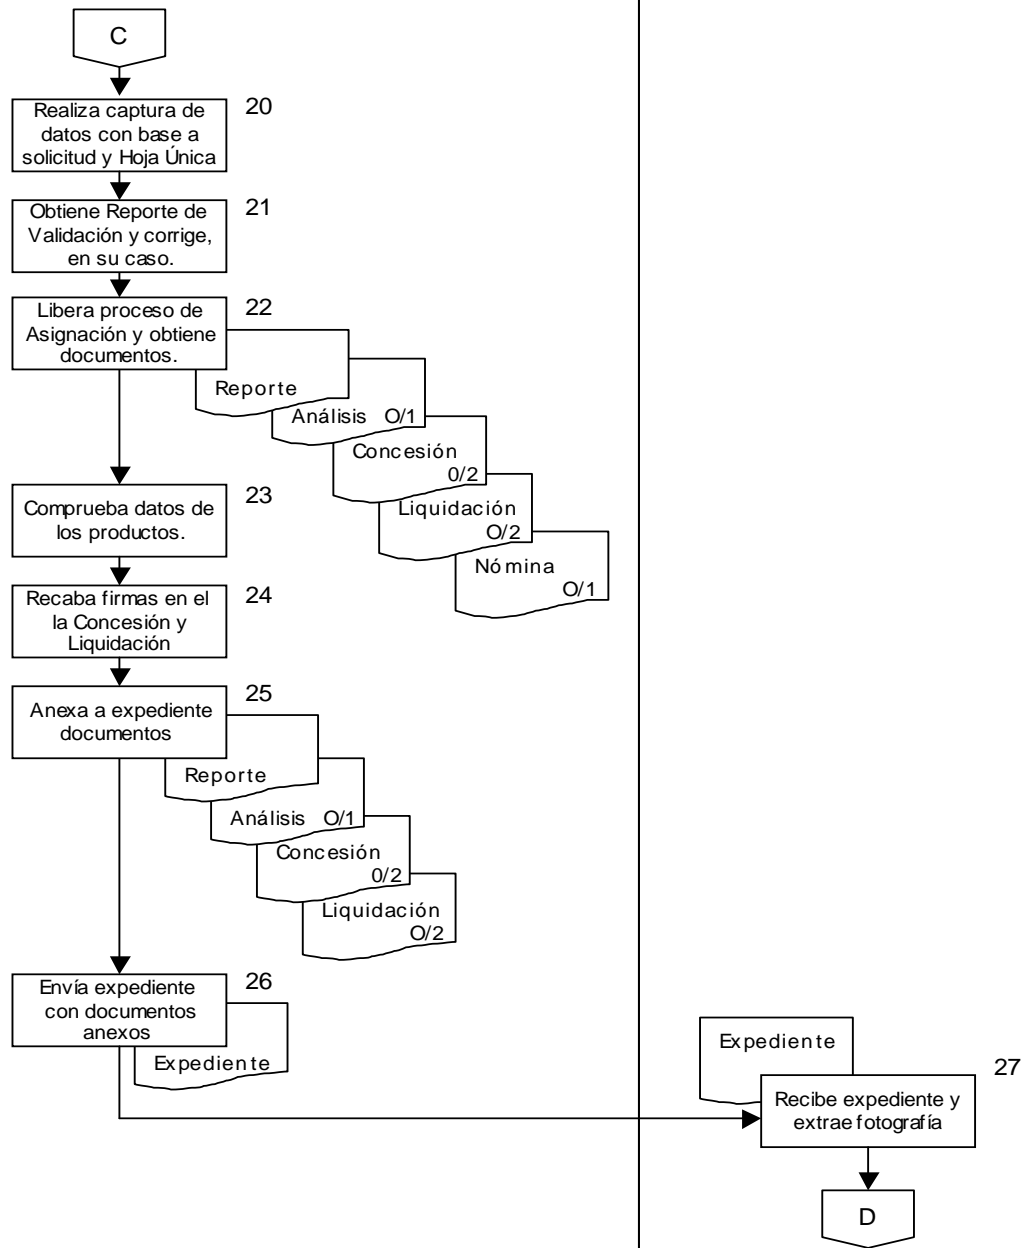 C
20
Realiza captura de
datos con base a
solicitud y Hoja Única
21
Obtiene Reporte de
Validación y corrige,
en su caso.
22
Libera proceso de
Asignación y obtiene
documentos.
Reporte
Análisis O/1
Concesión
0/2
Liquidación
O/2
Nómina
O/1
23
Comprueba datos de
los productos.
24
Recaba firmas en el
la Concesión y
Liquidación
25
Anexa a expediente
documentos
Reporte
Análisis O/1
Concesión
0/2
Liquidación
O/2
26
Envía expediente
con documentos
anexos
Expediente
Expediente
27
Recibe expediente y
extrae fotografía
D